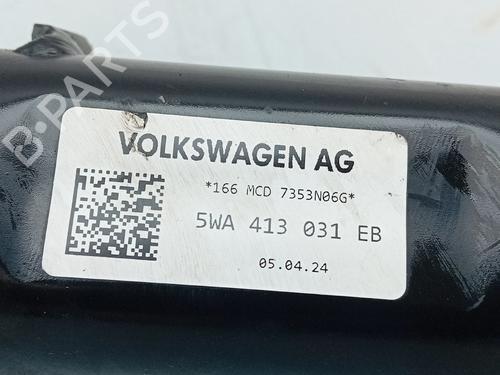 B-PARTS
VOLKSWAGEN AG
*166 MCD 7353N06G*
5WA 413 031 EB
05.04.24